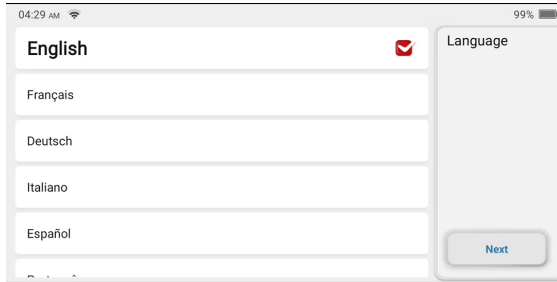 04:29 AM
99%
English
Language
Français
Deutsch
Italiano
Español
Next